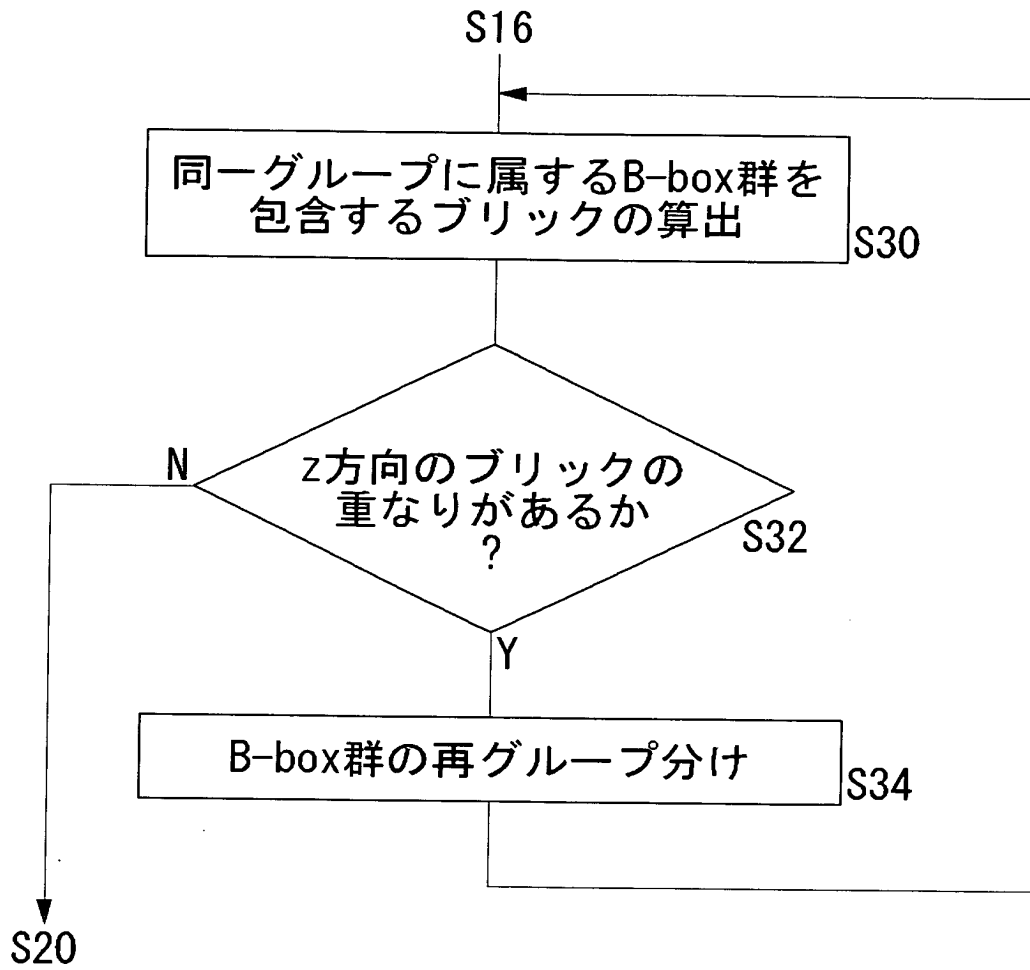 S16
同一グループに属するB-box群を
包含するブリックの算出
S30
N
z方向のブリックの
重なりがあるか
?
S32
Y
B-box群の再グループ分け
S34
S20